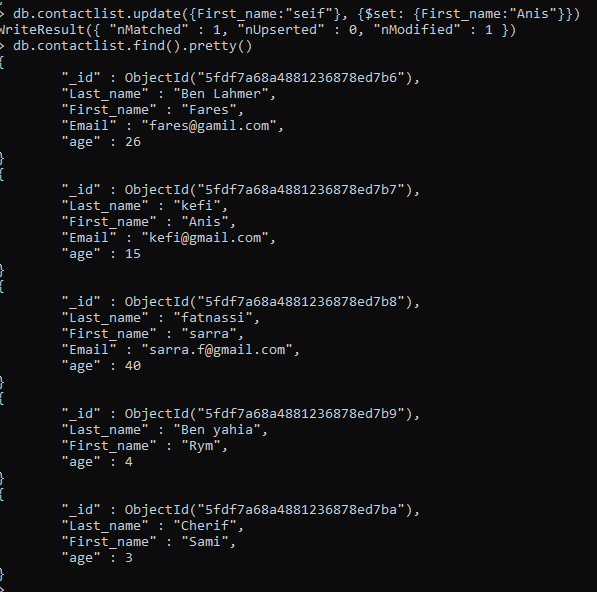 > db.contactlist.update({First_name:"seif"}, {$set: {First_name:"Anis"}})
WriteResult({ "nMatched" : 1, "nUpserted" : 0, "nModified" : 1 })
> db.contactlist.find().pretty()
{
"_id" : ObjectId("5fdf7a68a4881236878ed7b6"),
"Last_name" : "Ben Lahmer",
"First_name" : "Fares",
"Email" : "fares@gamil.com",
"age" : 26
}
{
"_id" : ObjectId("5fdf7a68a4881236878ed7b7"),
"Last_name" : "kefi",
"First_name" : "Anis",
"Email" : "kefi@gmail.com",
"age" : 15
}
{
"_id" : ObjectId("5fdf7a68a4881236878ed7b8"),
"Last_name" : "fatnassi",
"First_name" : "sarra",
"Email" : "sarra.f@gmail.com",
"age" : 40
}
{
"_id" : ObjectId("5fdf7a68a4881236878ed7b9"),
"Last_name" : "Ben yahia",
"First_name" : "Rym",
"age" : 4
}
{
"_id" : ObjectId("5fdf7a68a4881236878ed7ba"),
"Last_name" : "Cherif",
"First_name" : "Sami",
"age" : 3
}
>